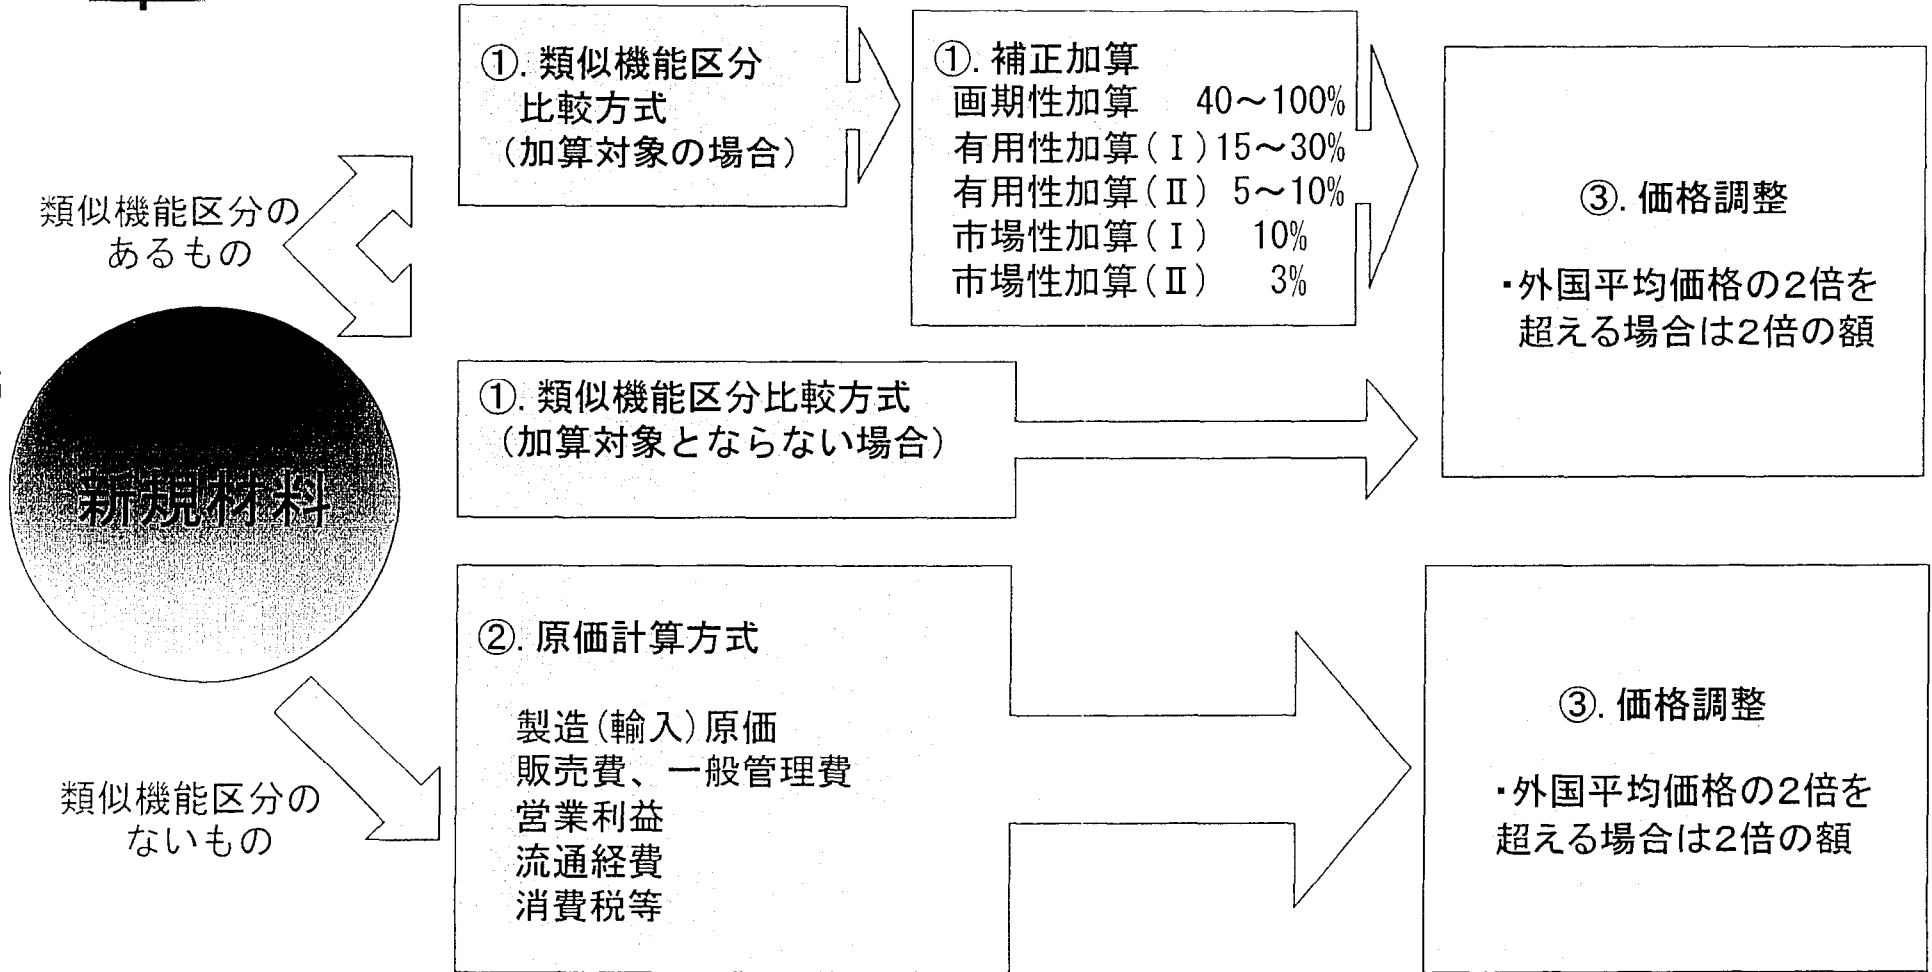 ①. 類似機能区分
比較方式
(加算対象の場合)
①. 補正加算
画期性加算 40～100%
有用性加算(Ⅰ)15～30%
有用性加算(Ⅱ) 5～10%
市場性加算(Ⅰ) 10%
市場性加算(Ⅱ) 3%
③. 価格調整
・外国平均価格の2倍を
超える場合は2倍の額
類似機能区分の
あるもの
①. 類似機能区分比較方式
(加算対象とならない場合)
新規材料
②. 原価計算方式
製造(輸入)原価
販売費、一般管理費
営業利益
流通経費
消費税等
③. 価格調整
・外国平均価格の2倍を
超える場合は2倍の額
類似機能区分の
ないもの